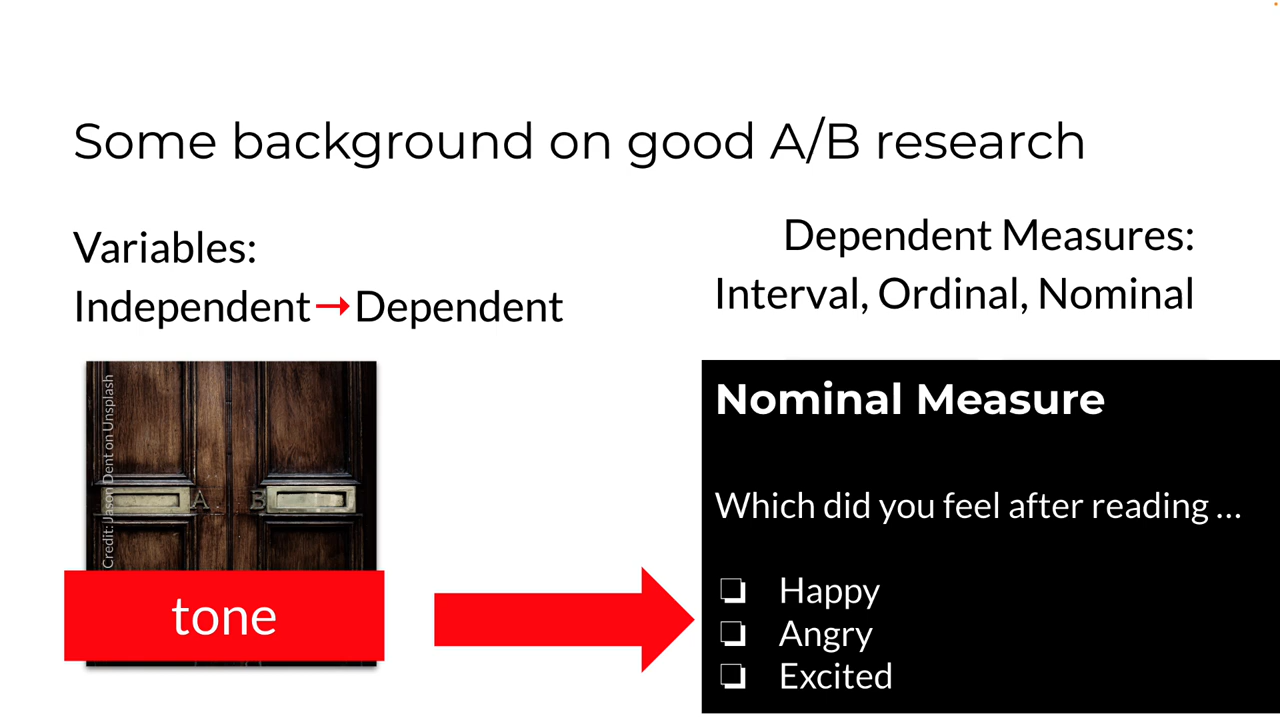 Some background on good A/B research
Variables:
Independent→Dependent
Dependent Measures:
Interval, Ordinal, Nominal
Credit: Jason Dent on Unsplash
A B
tone
Nominal Measure
Which did you feel after reading …
❏ Happy
❏ Angry
❏ Excited